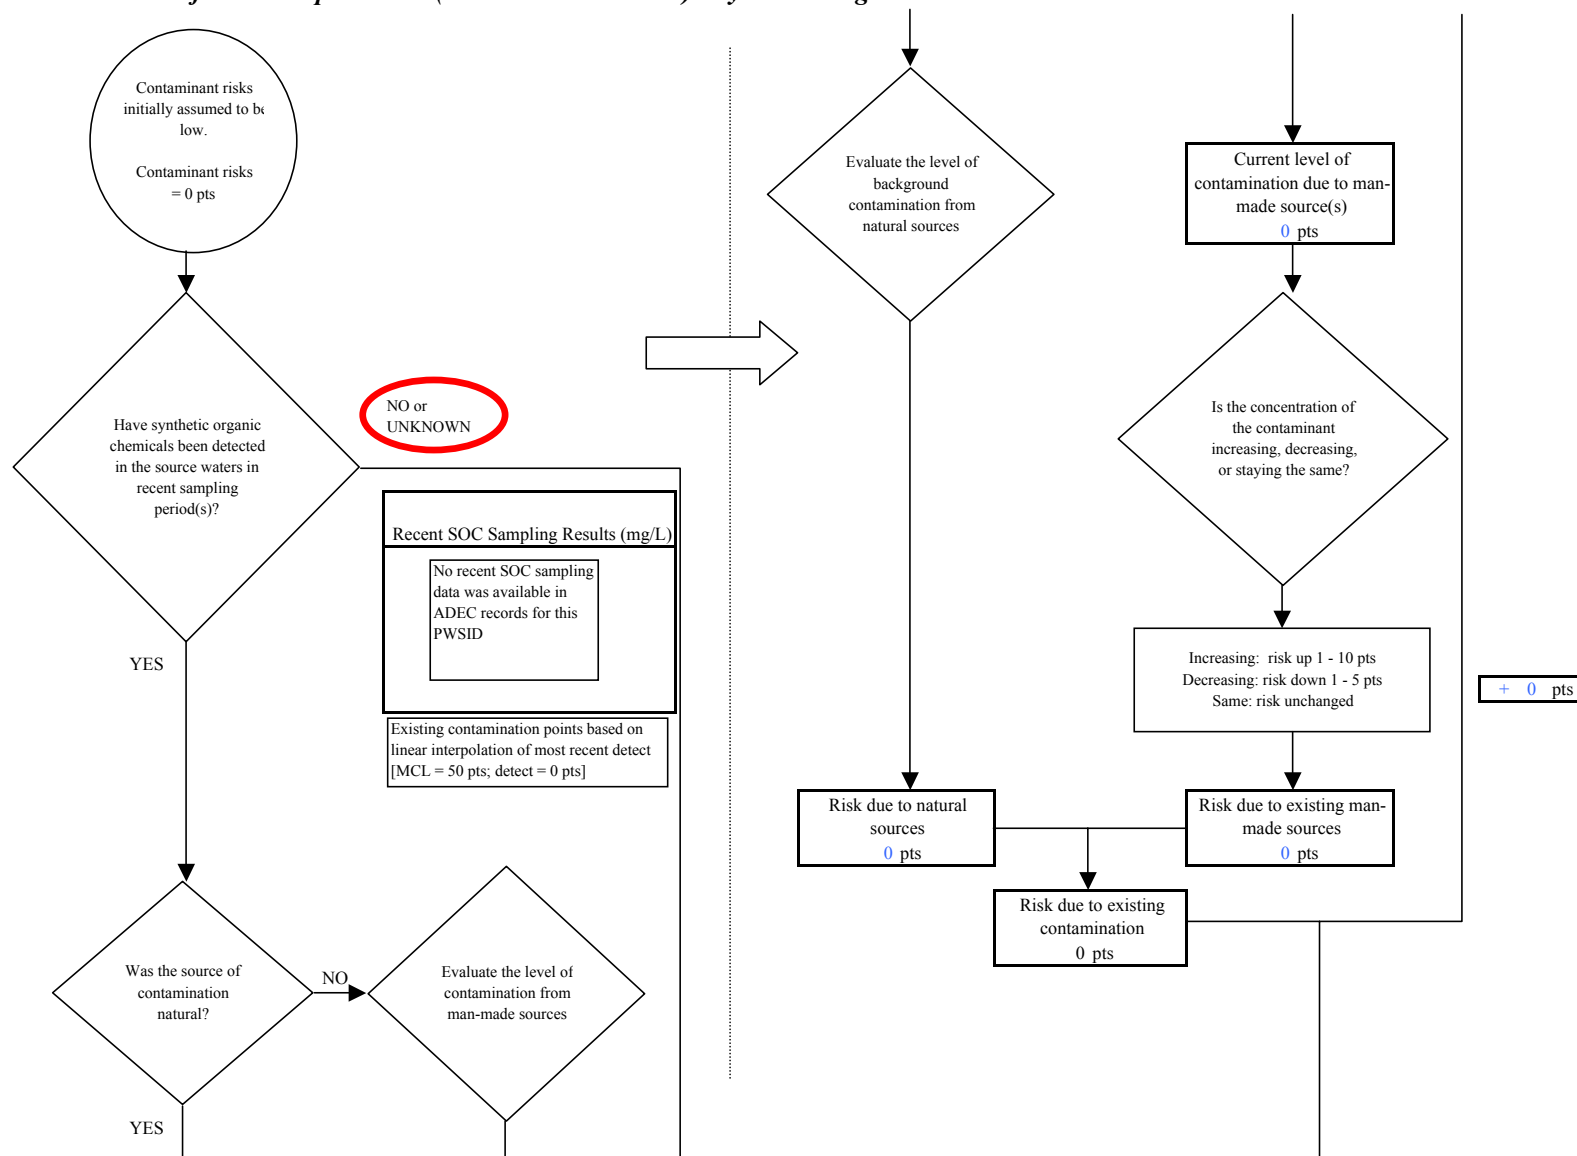 Contaminant risks
initially assumed to be
low.
Contaminant risks
= 0 pts
Have synthetic organic
chemicals been detected
in the source waters in
recent sampling
period(s)?
NO or
UNKNOWN
Recent SOC Sampling Results (mg/L)
No recent SOC sampling
data was available in
ADEC records for this
PWSID
Existing contamination points based on
linear interpolation of most recent detect
[MCL = 50 pts; detect = 0 pts]
YES
Was the source of
contamination
natural?
NO
Evaluate the level of
contamination from
man-made sources
YES
Evaluate the level of
background
contamination from
natural sources
Current level of
contamination due to man-
made source(s)
0 pts
Is the concentration of
the contaminant
increasing, decreasing,
or staying the same?
Increasing: risk up 1 - 10 pts
Decreasing: risk down 1 - 5 pts
Same: risk unchanged
+ 0 pts
Risk due to natural
sources
0 pts
Risk due to existing man-
made sources
0 pts
Risk due to existing
contamination
0 pts